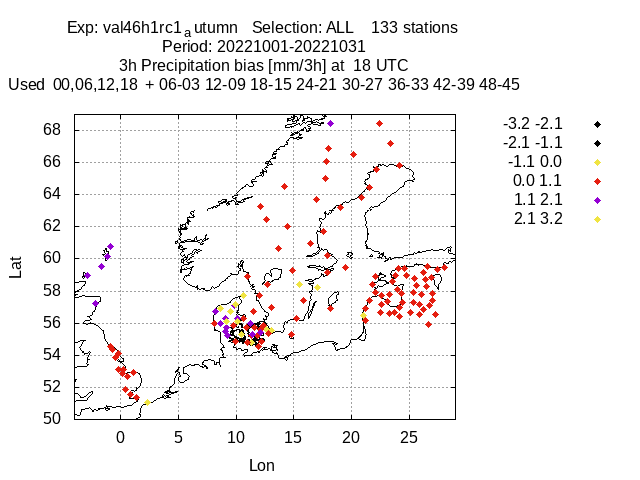 Exp: val46h1rc1ₐutumn Selection: ALL 133 stations
Period: 20221001-20221031
3h Precipitation bias [mm/3h] at 18 UTC
Used 00,06,12,18 + 06-03 12-09 18-15 24-21 30-27 36-33 42-39 48-45
-3.2 -2.1
-2.1 -1.1
-1.1 0.0
0.0 1.1
1.1 2.1
2.1 3.2
68
66
64
62
60
58
56
54
52
50
Lat
0 5 10 15 20 25
Lon